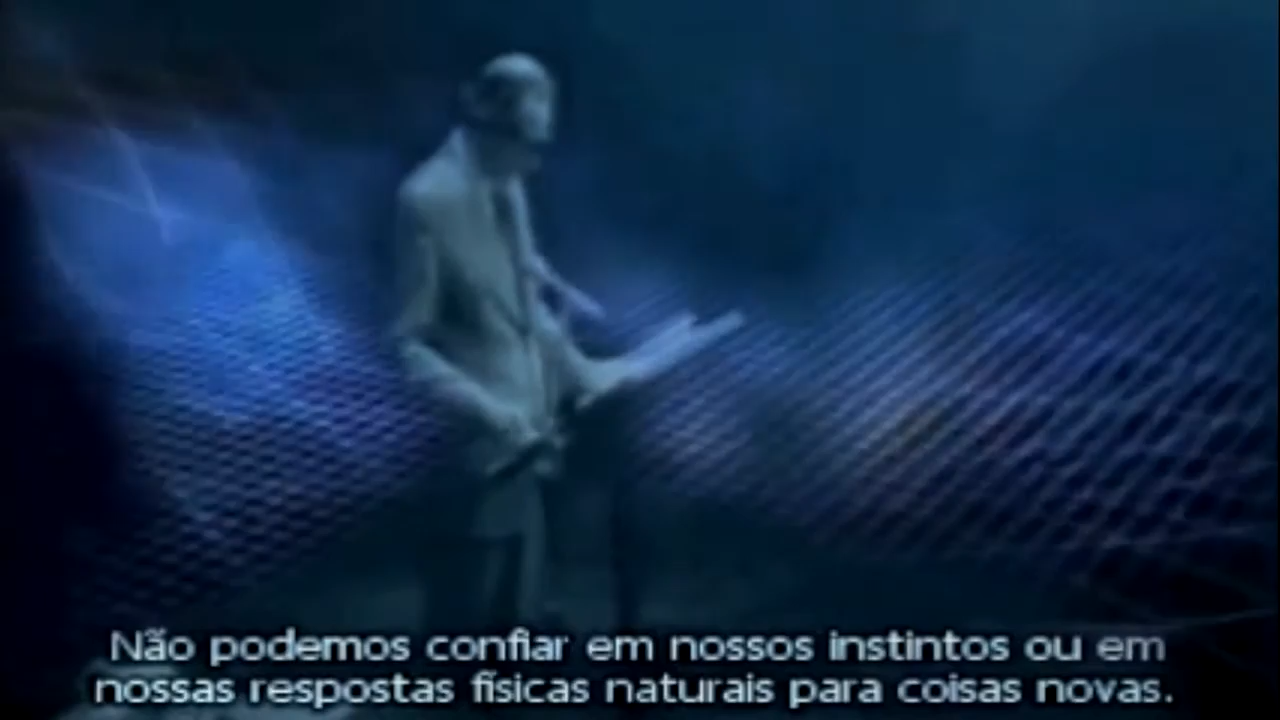 Não podemos confiar em nossos instintos ou em
nossas respostas físicas naturais para coisas novas.